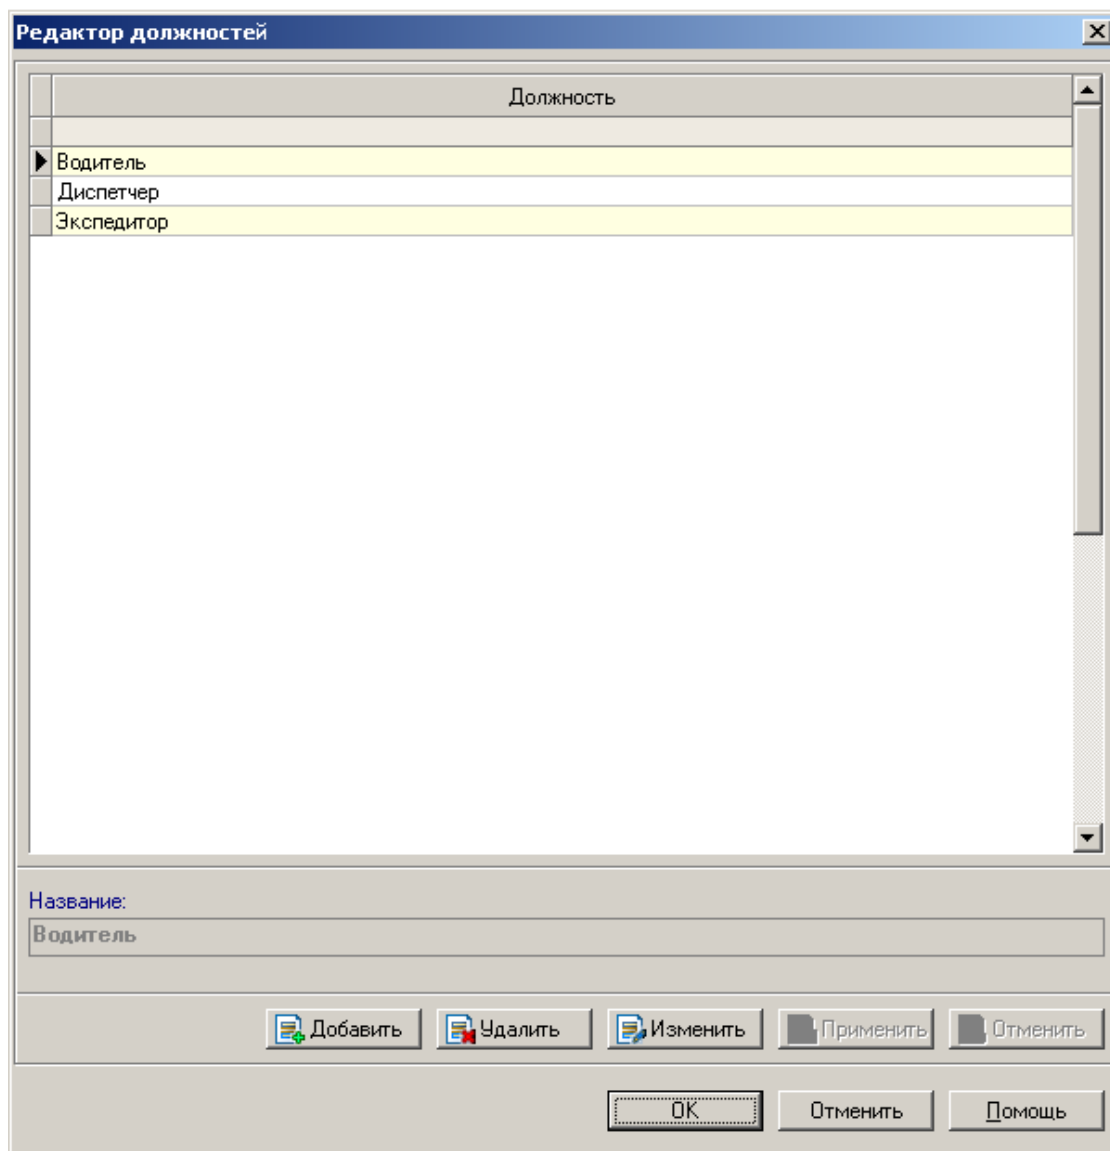 Редактор должностей
Должность
Водитель
Диспетчер
Экспедитор
Название:
Водитель
Добавить Удалить Изменить Применить Отменить
OK Отменить Помощь